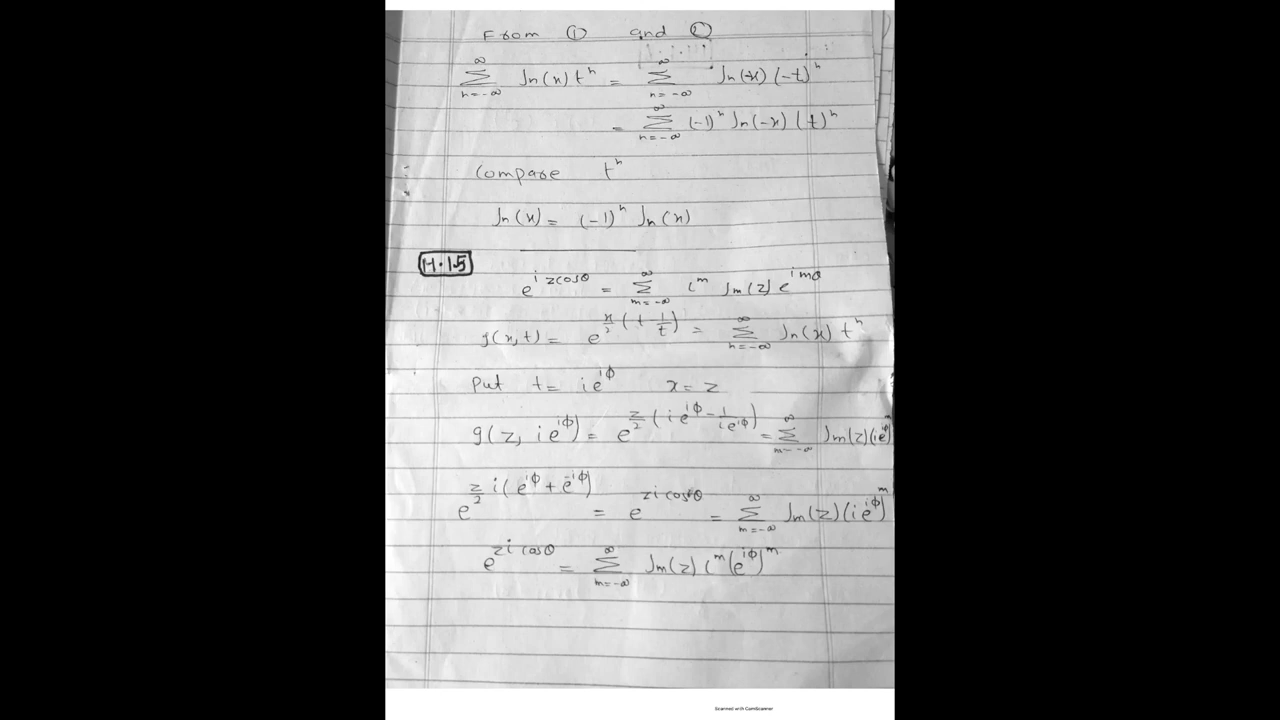 From ① and ②
∞ ∑ n=-∞ Jn(x) t^n = ∞ ∑ n=-∞ Jn(-x) (-t)^n
= ∞ ∑ n=-∞ (-1)^n Jn(-x) (t)^n
Compare t^n
Jn(x) = (-1)^n Jn(x)
H.15
e^{i z cosθ} = ∞ ∑ m=-∞ i^m Jm(z) e^{imθ}
g(x,t) = e^{x/2 (t - 1/t)} = ∞ ∑ n=-∞ Jn(x) t^n
Put t = ie^{iϕ} x = z
g(z, ie^{iϕ}) = e^{z/2 (ie^{iϕ} - 1/ie^{iϕ})} = ∞ ∑ m=-∞ Jm(z)(ie^{iϕ})^m
e^{z/2 i(e^{iϕ} + e^{-iϕ})} = e^{zi cosθ} = ∞ ∑ m=-∞ Jm(z)(ie^{iϕ})^m
e^{zi cosθ} = ∞ ∑ m=-∞ Jm(z) i^m (e^{iϕ})^m
Scanned with CamScanner